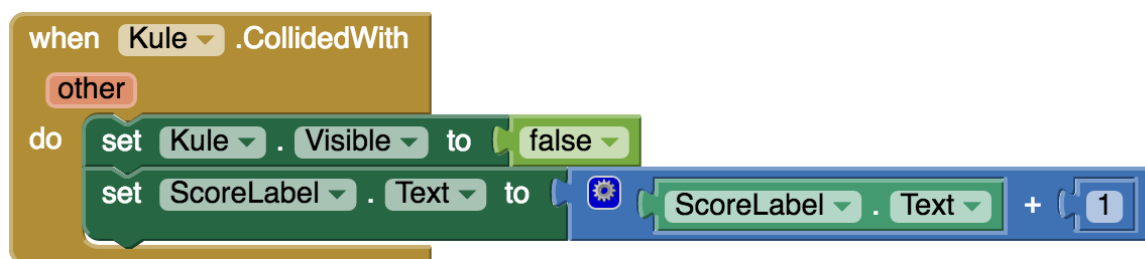 when Kule .CollidedWith
other
do set Kule . Visible to false
set ScoreLabel . Text to ScoreLabel . Text + 1